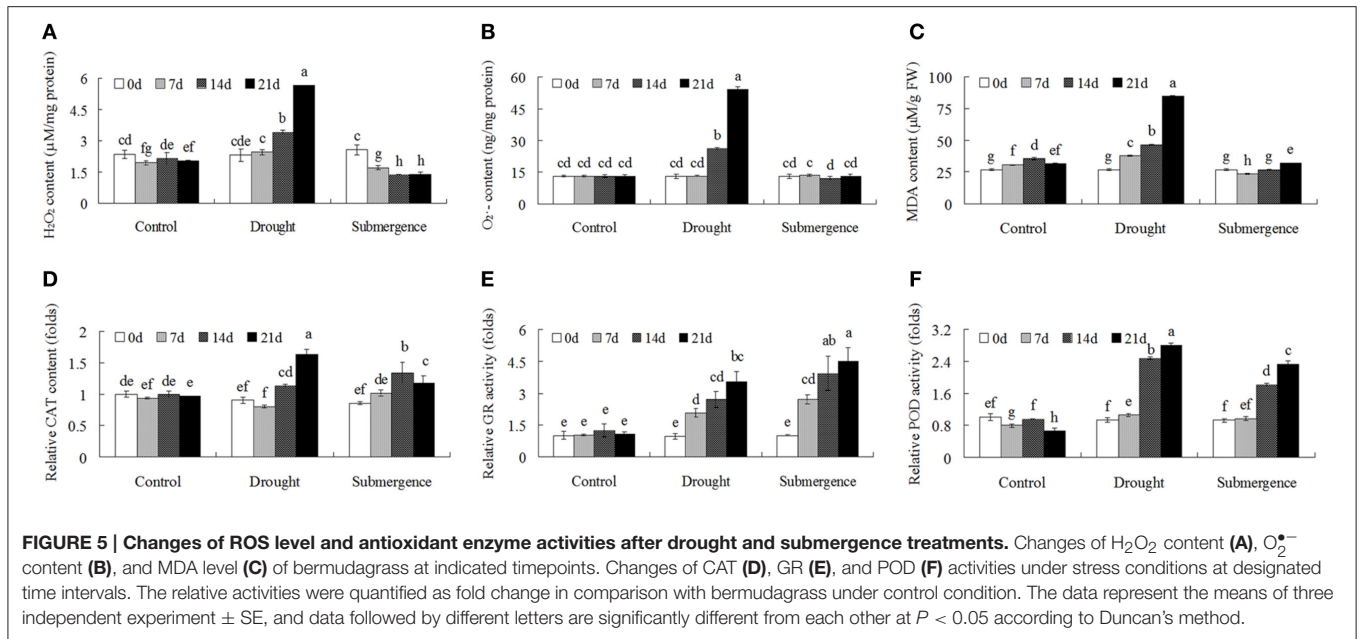 A
H₂O₂ content (μM/mg protein)
6
4.5
3
1.5
0
0d 7d 14d 21d
cd fg de ef
cde c b a
c g h h
Control Drought Submergence
B
O₂·- content (ng/mg protein)
60
45
30
15
0
0d 7d 14d 21d
cd cd cd cd
cd cd b a
cd c d cd
Control Drought Submergence
C
MDA content (μM/g FW)
100
75
50
25
0
0d 7d 14d 21d
g f d ef
g c b a
g h g e
Control Drought Submergence
D
Relative CAT content (folds)
2
1.5
1
0.5
0
0d 7d 14d 21d
de ef de e
ef f cd a
ef de b c
Control Drought Submergence
E
Relative GR activity (folds)
6
4.5
3
1.5
0
0d 7d 14d 21d
e e e e
e d cd bc
e cd ab a
Control Drought Submergence
F
Relative POD activity (folds)
3.2
2.4
1.6
0.8
0
0d 7d 14d 21d
ef g f h
f e b a
f ef d c
Control Drought Submergence
FIGURE 5 | Changes of ROS level and antioxidant enzyme activities after drought and submergence treatments. Changes of H₂O₂ content (A), O₂•−
content (B), and MDA level (C) of bermudagrass at indicated timepoints. Changes of CAT (D), GR (E), and POD (F) activities under stress conditions at designated
time intervals. The relative activities were quantified as fold change in comparison with bermudagrass under control condition. The data represent the means of three
independent experiment ± SE, and data followed by different letters are significantly different from each other at P < 0.05 according to Duncan's method.